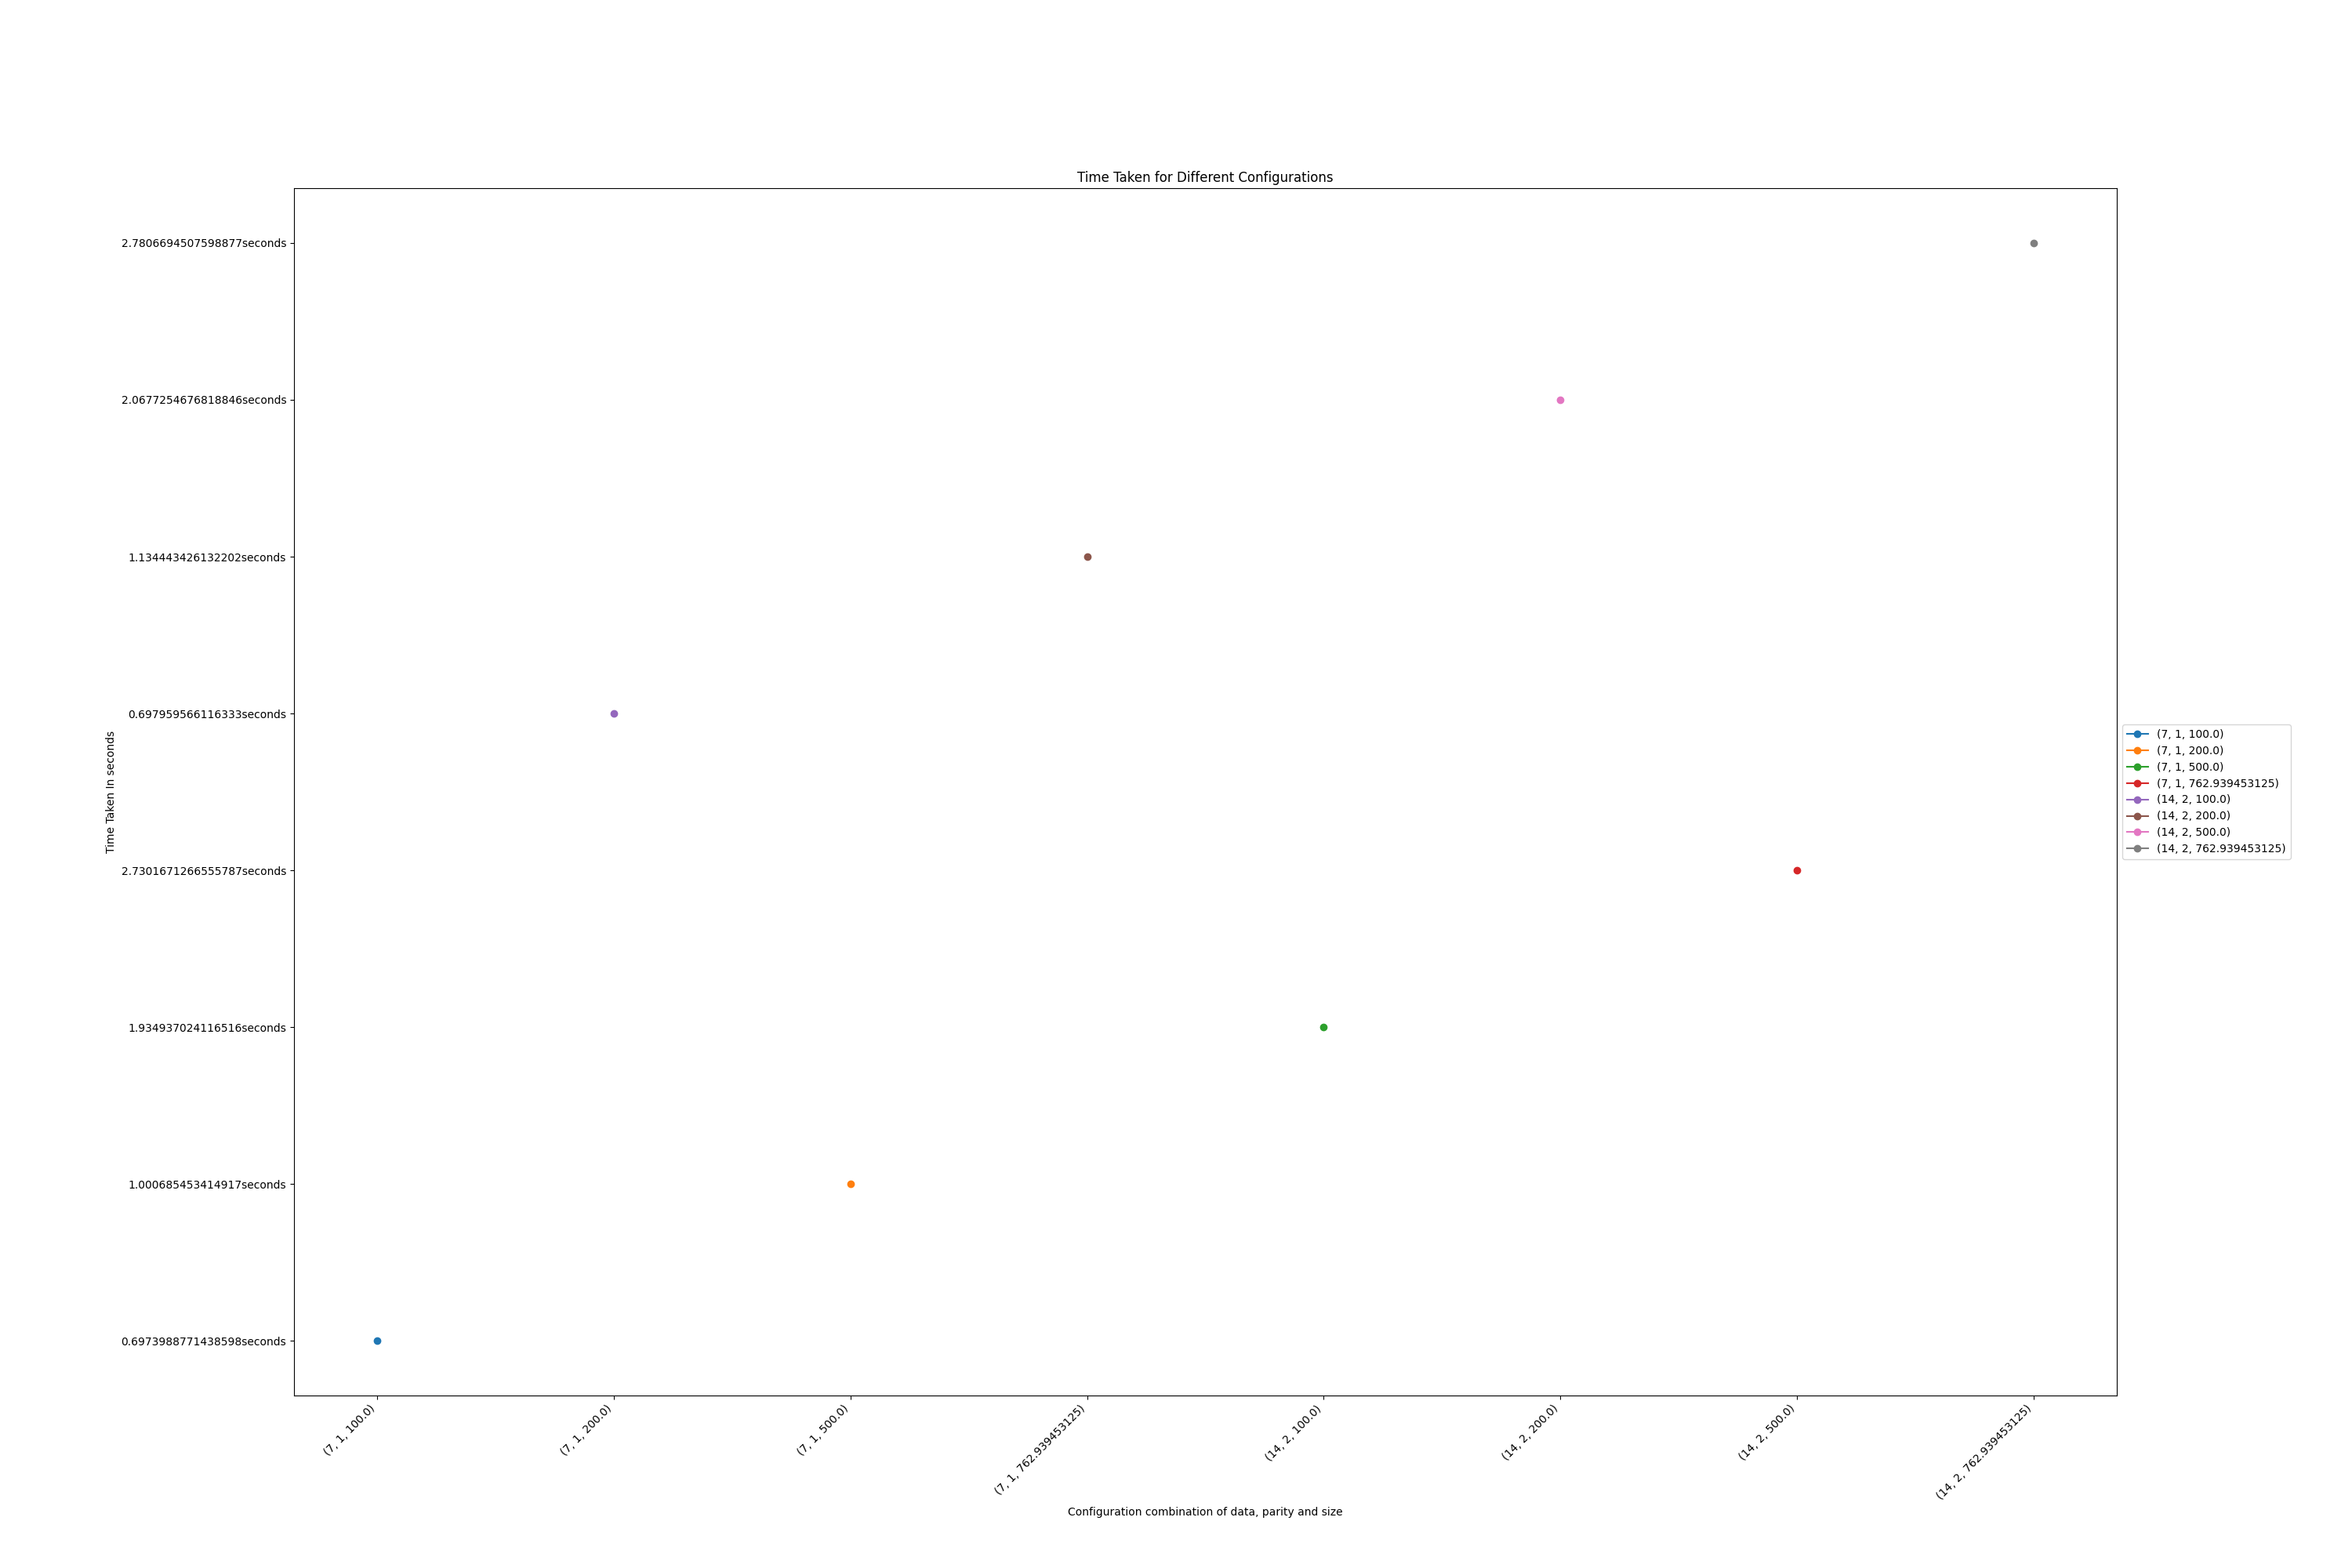 Time Taken for Different Configurations
2.7806694507598877seconds
2.0677254676818846seconds
1.134443426132202seconds
0.697959566116333seconds
2.7301671266555787seconds
1.934937024116516seconds
1.000685453414917seconds
0.6973988771438598seconds
Time Taken In seconds
(7, 1, 100.0)
(7, 1, 200.0)
(7, 1, 500.0)
(7, 1, 762.939453125)
(14, 2, 100.0)
(14, 2, 200.0)
(14, 2, 500.0)
(14, 2, 762.939453125)
Configuration combination of data, parity and size
(7, 1, 100.0)
(7, 1, 200.0)
(7, 1, 500.0)
(7, 1, 762.939453125)
(14, 2, 100.0)
(14, 2, 200.0)
(14, 2, 500.0)
(14, 2, 762.939453125)